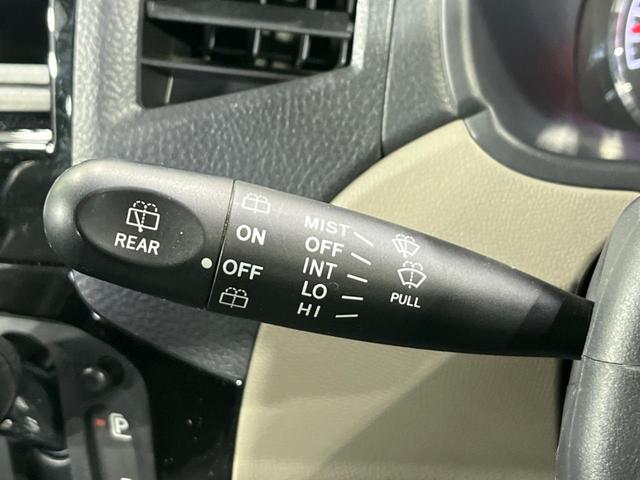 REAR
ON
OFF
MIST
OFF
INT
LO
HI
PULL
P